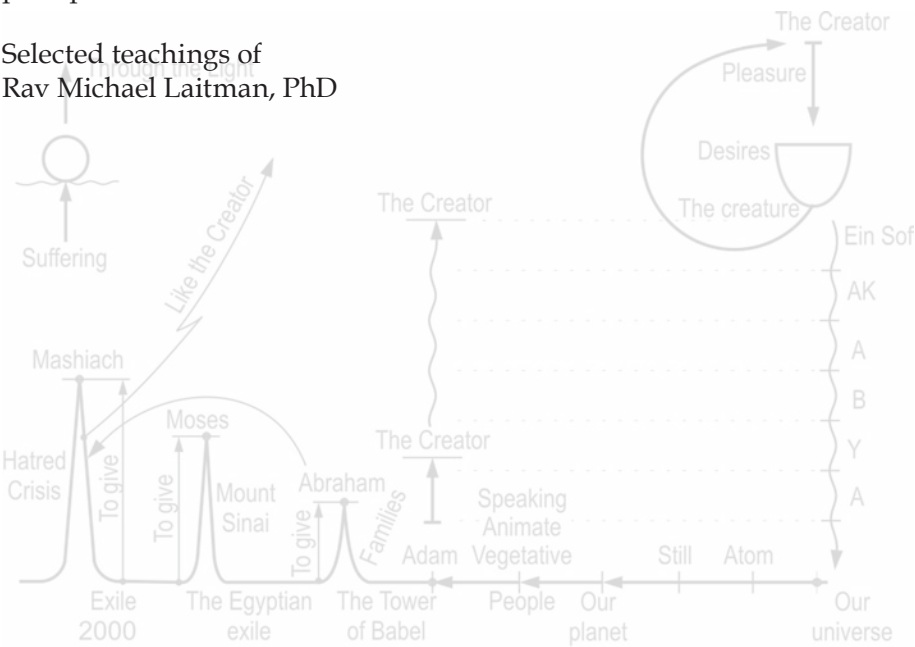 Selected teachings of
Rav Michael Laitman, PhD
Through the Light
Suffering
Like the Creator
The Creator
Pleasure
Desires
The creature
Ein Sof
AK
A
B
Y
A
The Creator
The Creator
Mashiach
Hatred
Crisis
To give
Moses
To give
Mount
Sinai
Abraham
To give
Families
Adam
Speaking
Animate
Vegetative
Still
Atom
Exile
2000
The Egyptian
exile
The Tower
of Babel
People
Our
planet
Our
universe